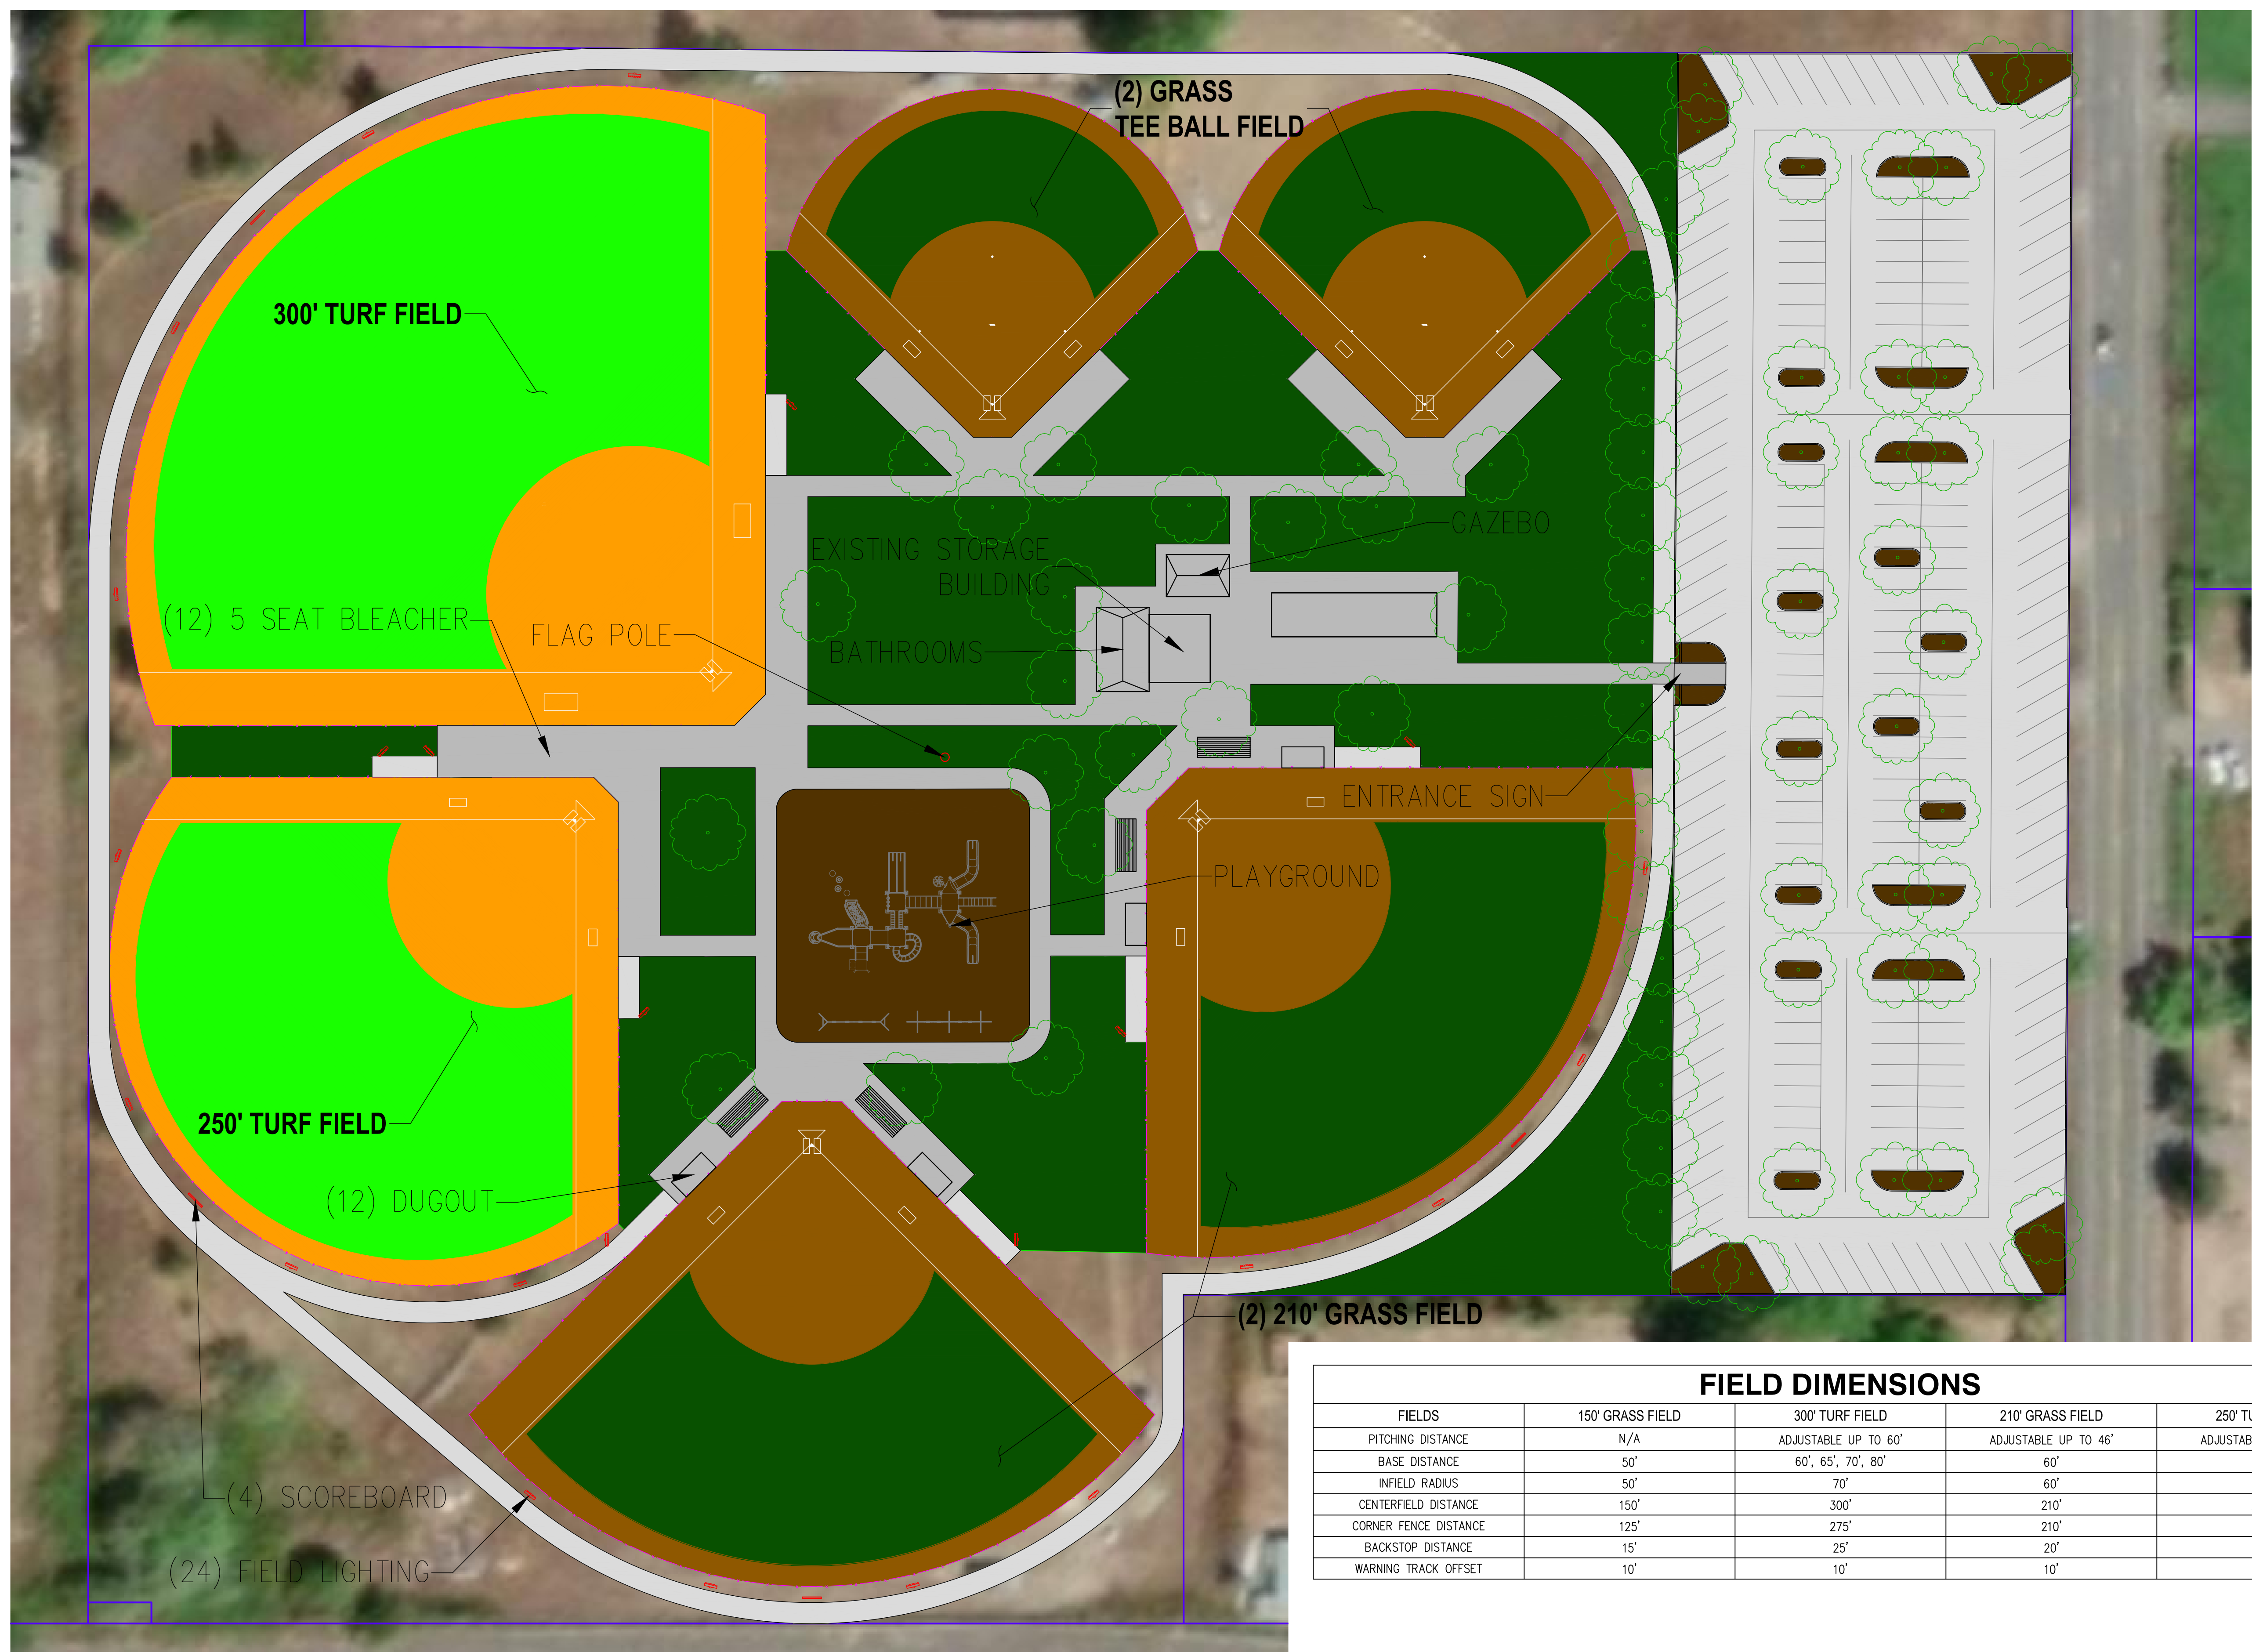 (2) GRASS
TEE BALL FIELD
300' TURF FIELD
GAZEBO
EXISTING STORAGE
BUILDING
(12) 5 SEAT BLEACHER
FLAG POLE
BATHROOMS
ENTRANCE SIGN
PLAYGROUND
250' TURF FIELD
(12) DUGOUT
(2) 210' GRASS FIELD
(4) SCOREBOARD
(24) FIELD LIGHTING
FIELD DIMENSIONS
FIELDS 150' GRASS FIELD 300' TURF FIELD 210' GRASS FIELD 250' TU
PITCHING DISTANCE N/A ADJUSTABLE UP TO 60' ADJUSTABLE UP TO 46' ADJUSTAB
BASE DISTANCE 50' 60', 65', 70', 80' 60'
INFIELD RADIUS 50' 70' 60'
CENTERFIELD DISTANCE 150' 300' 210'
CORNER FENCE DISTANCE 125' 275' 210'
BACKSTOP DISTANCE 15' 25' 20'
WARNING TRACK OFFSET 10' 10' 10'